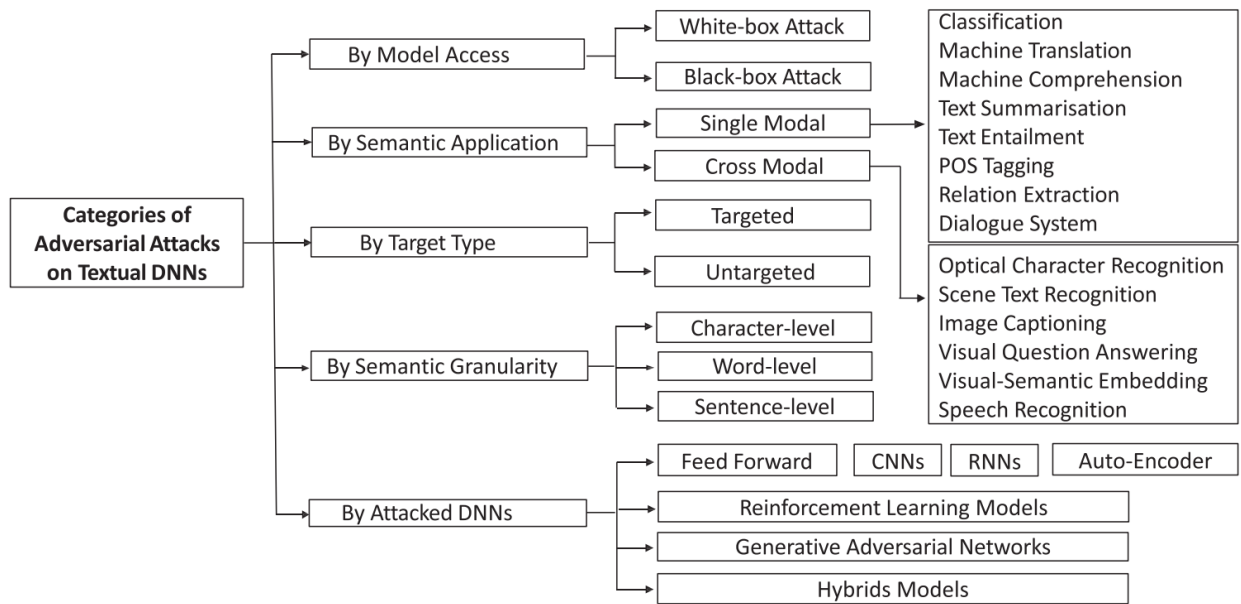 Categories of
Adversarial Attacks
on Textual DNNs
By Model Access
White-box Attack
Black-box Attack
By Semantic Application
Single Modal
Cross Modal
Classification
Machine Translation
Machine Comprehension
Text Summarisation
Text Entailment
POS Tagging
Relation Extraction
Dialogue System
Optical Character Recognition
Scene Text Recognition
Image Captioning
Visual Question Answering
Visual-Semantic Embedding
Speech Recognition
By Target Type
Targeted
Untargeted
By Semantic Granularity
Character-level
Word-level
Sentence-level
By Attacked DNNs
Feed Forward
CNNs
RNNs
Auto-Encoder
Reinforcement Learning Models
Generative Adversarial Networks
Hybrids Models